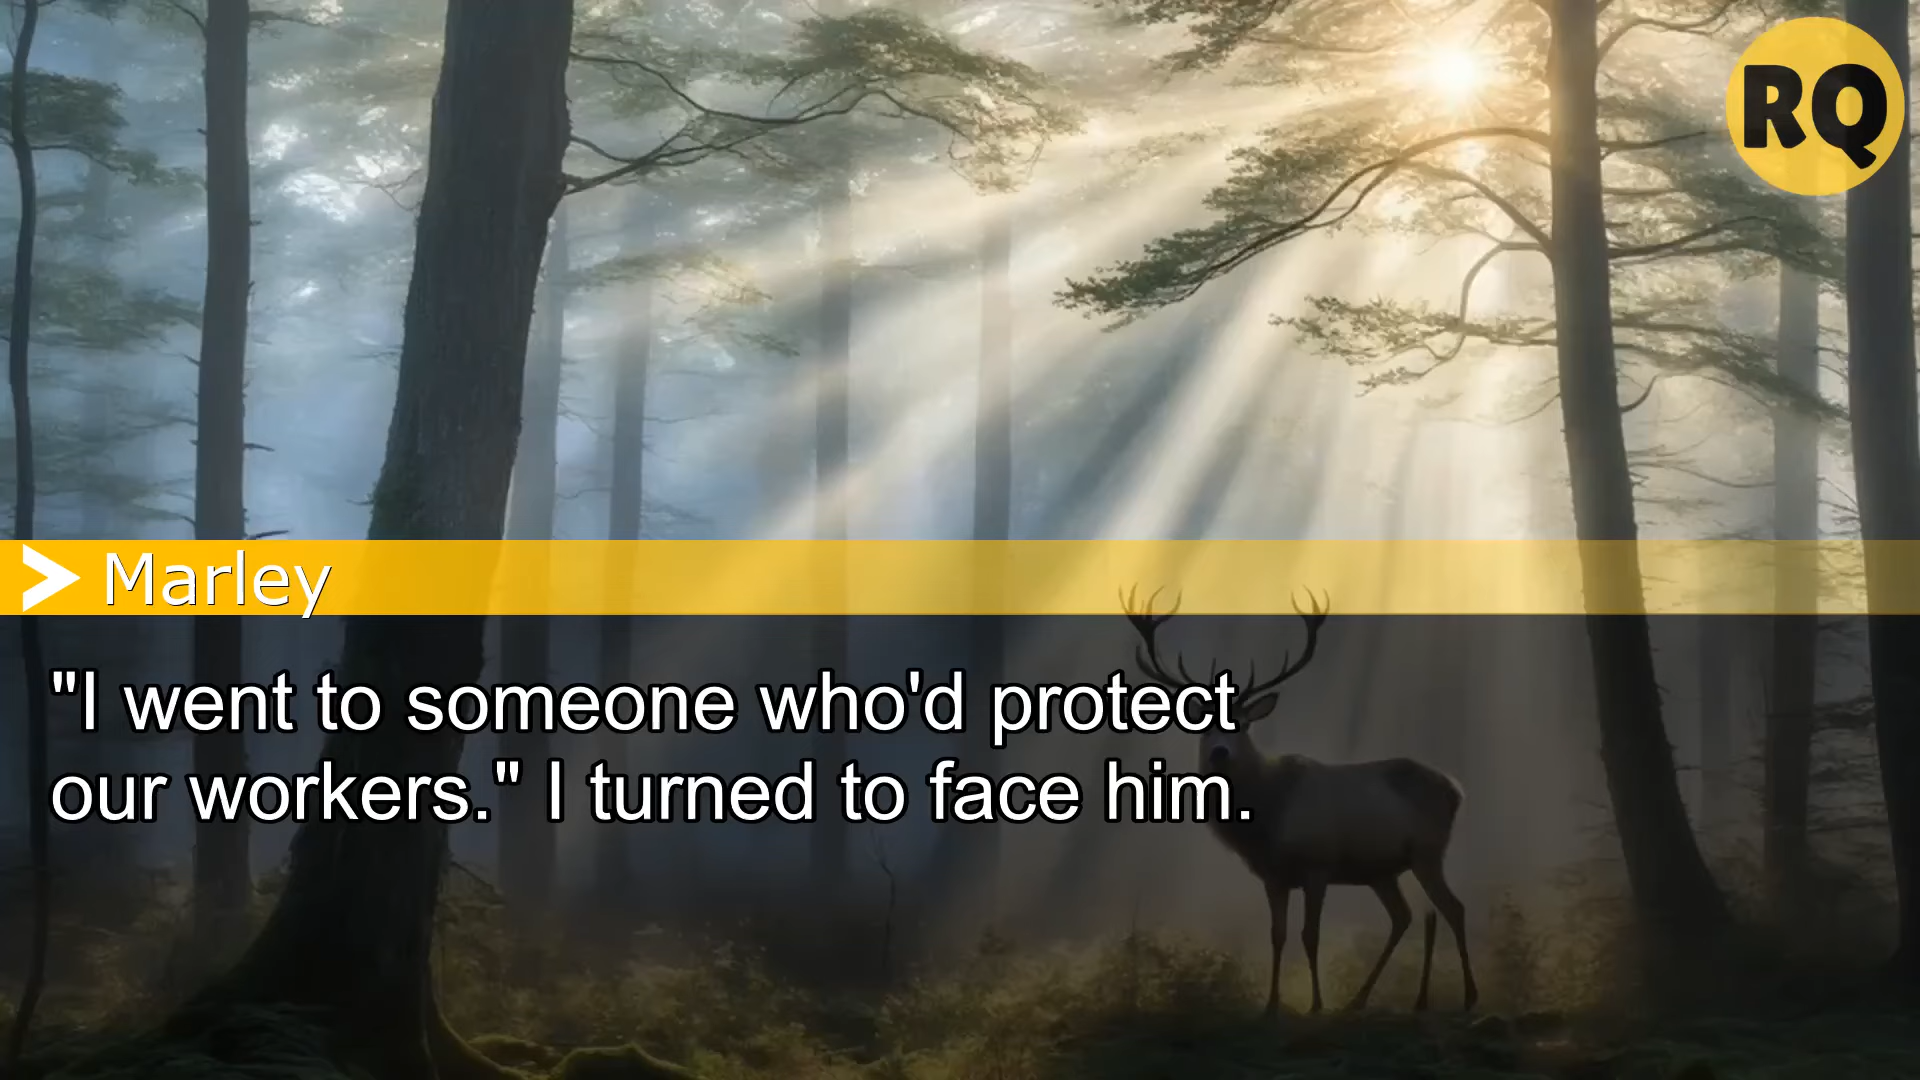 RQ
Marley
"I went to someone who'd protect
our workers." I turned to face him.